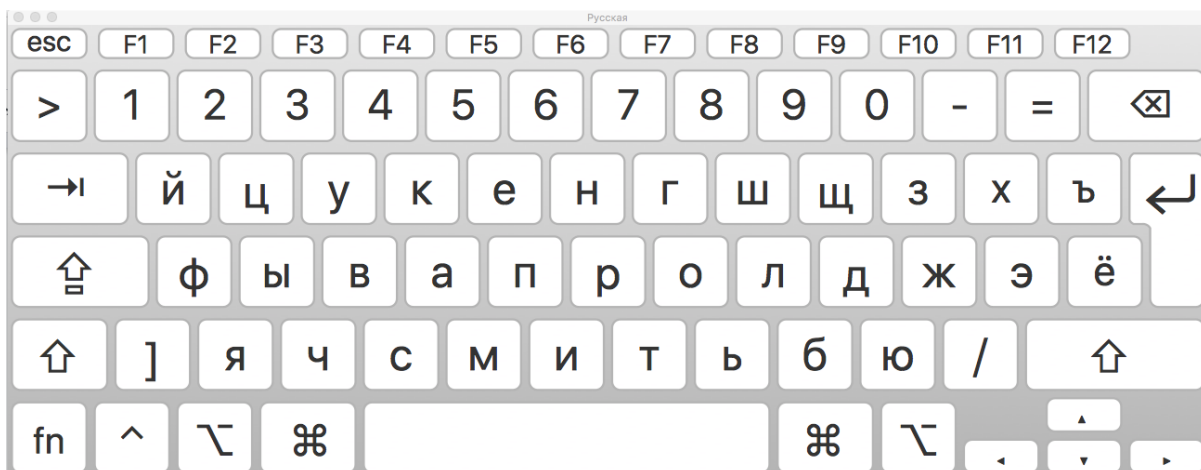 Русская
esc F1 F2 F3 F4 F5 F6 F7 F8 F9 F10 F11 F12
> 1 2 3 4 5 6 7 8 9 0 - =
й ц у к е н г ш щ з х ъ
ф ы в а п р о л д ж э ё
] я ч с м и т ь б ю /
fn ^ ⌥ ⌘ ⌘ ⌥